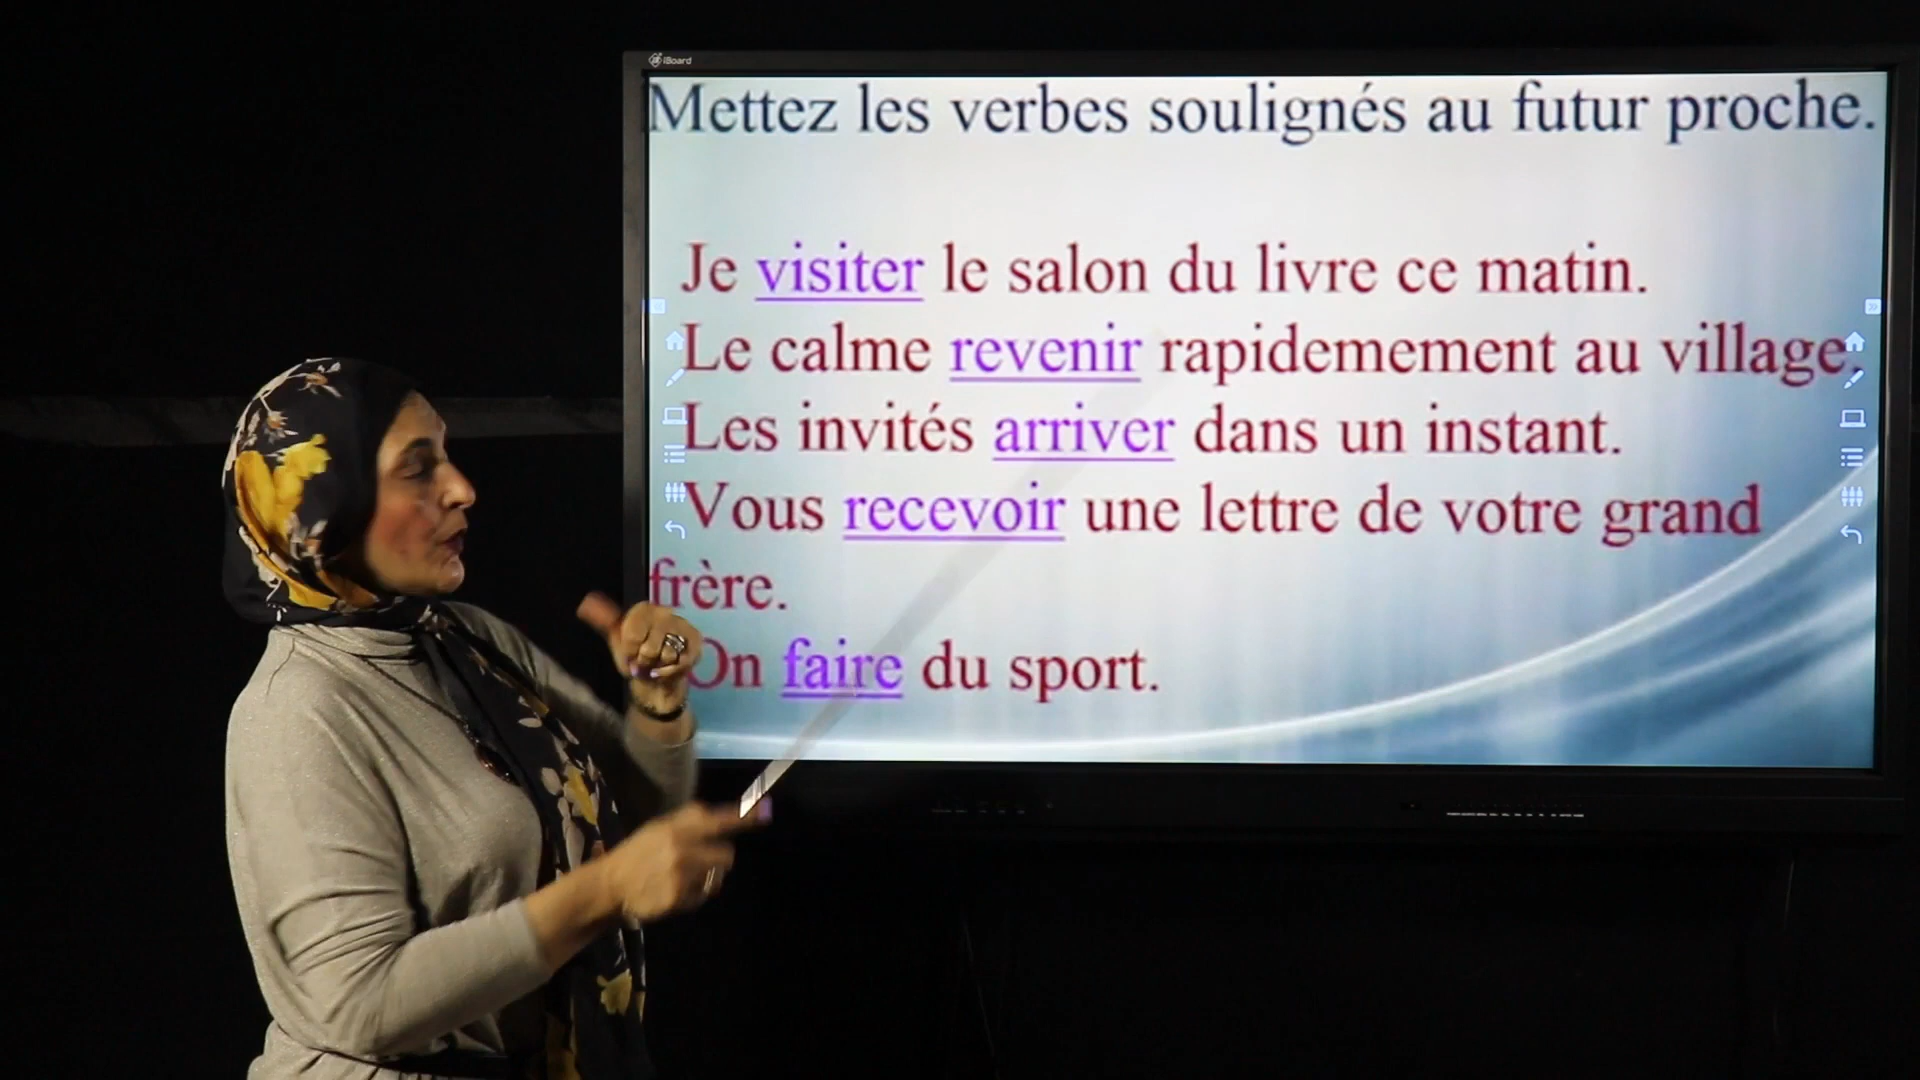 iBoard
Mettez les verbes soulignés au futur proche.
Je visiter le salon du livre ce matin.
Le calme revenir rapidemement au village.
Les invités arriver dans un instant.
Vous recevoir une lettre de votre grand
frère.
On faire du sport.